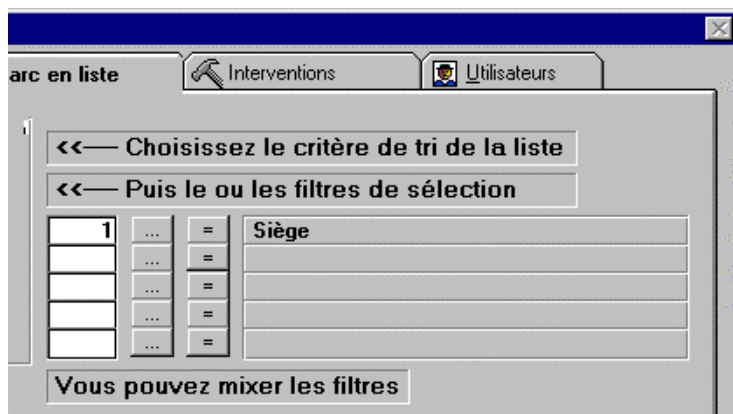 arc en liste Interventions Utilisateurs
<<— Choisissez le critère de tri de la liste
<<— Puis le ou les filtres de sélection
1 ... = Siège
... =
... =
... =
... =
Vous pouvez mixer les filtres